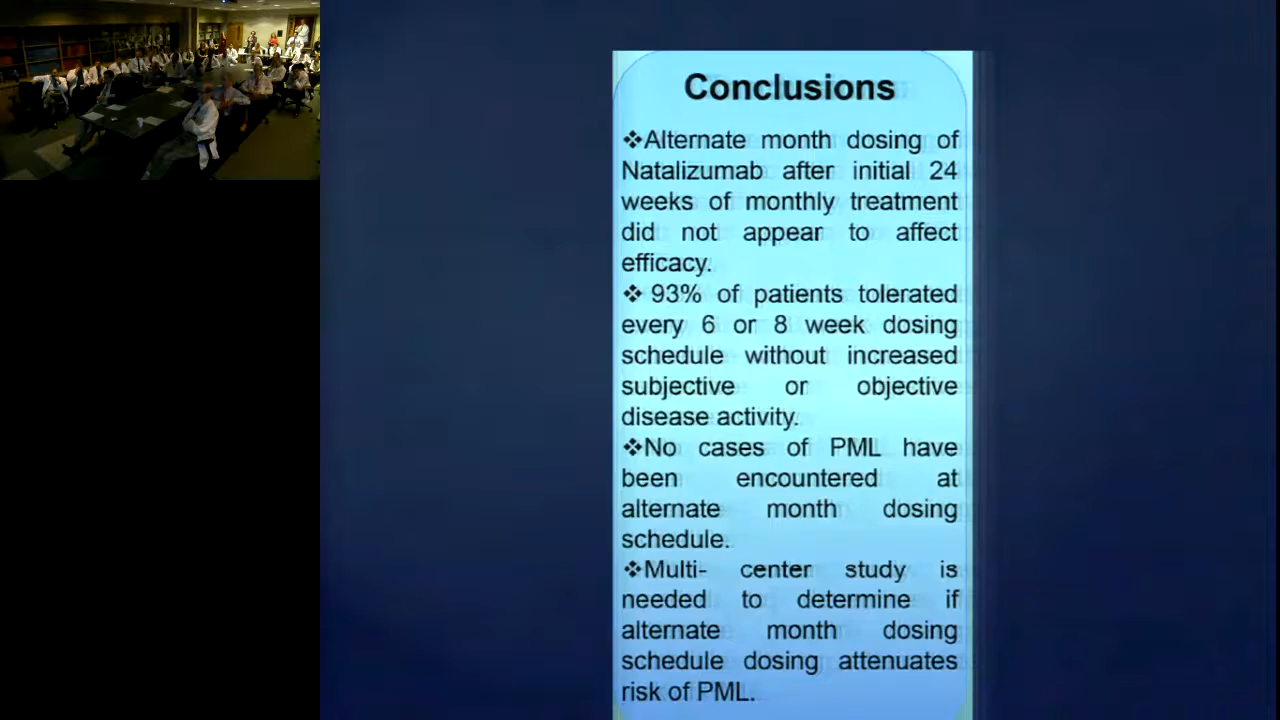 Conclusions
❖Alternate month dosing of
Natalizumab after initial 24
weeks of monthly treatment
did not appear to affect
efficacy.
❖ 93% of patients tolerated
every 6 or 8 week dosing
schedule without increased
subjective or objective
disease activity.
❖No cases of PML have
been encountered at
alternate month dosing
schedule.
❖Multi- center study is
needed to determine if
alternate month dosing
schedule dosing attenuates
risk of PML.